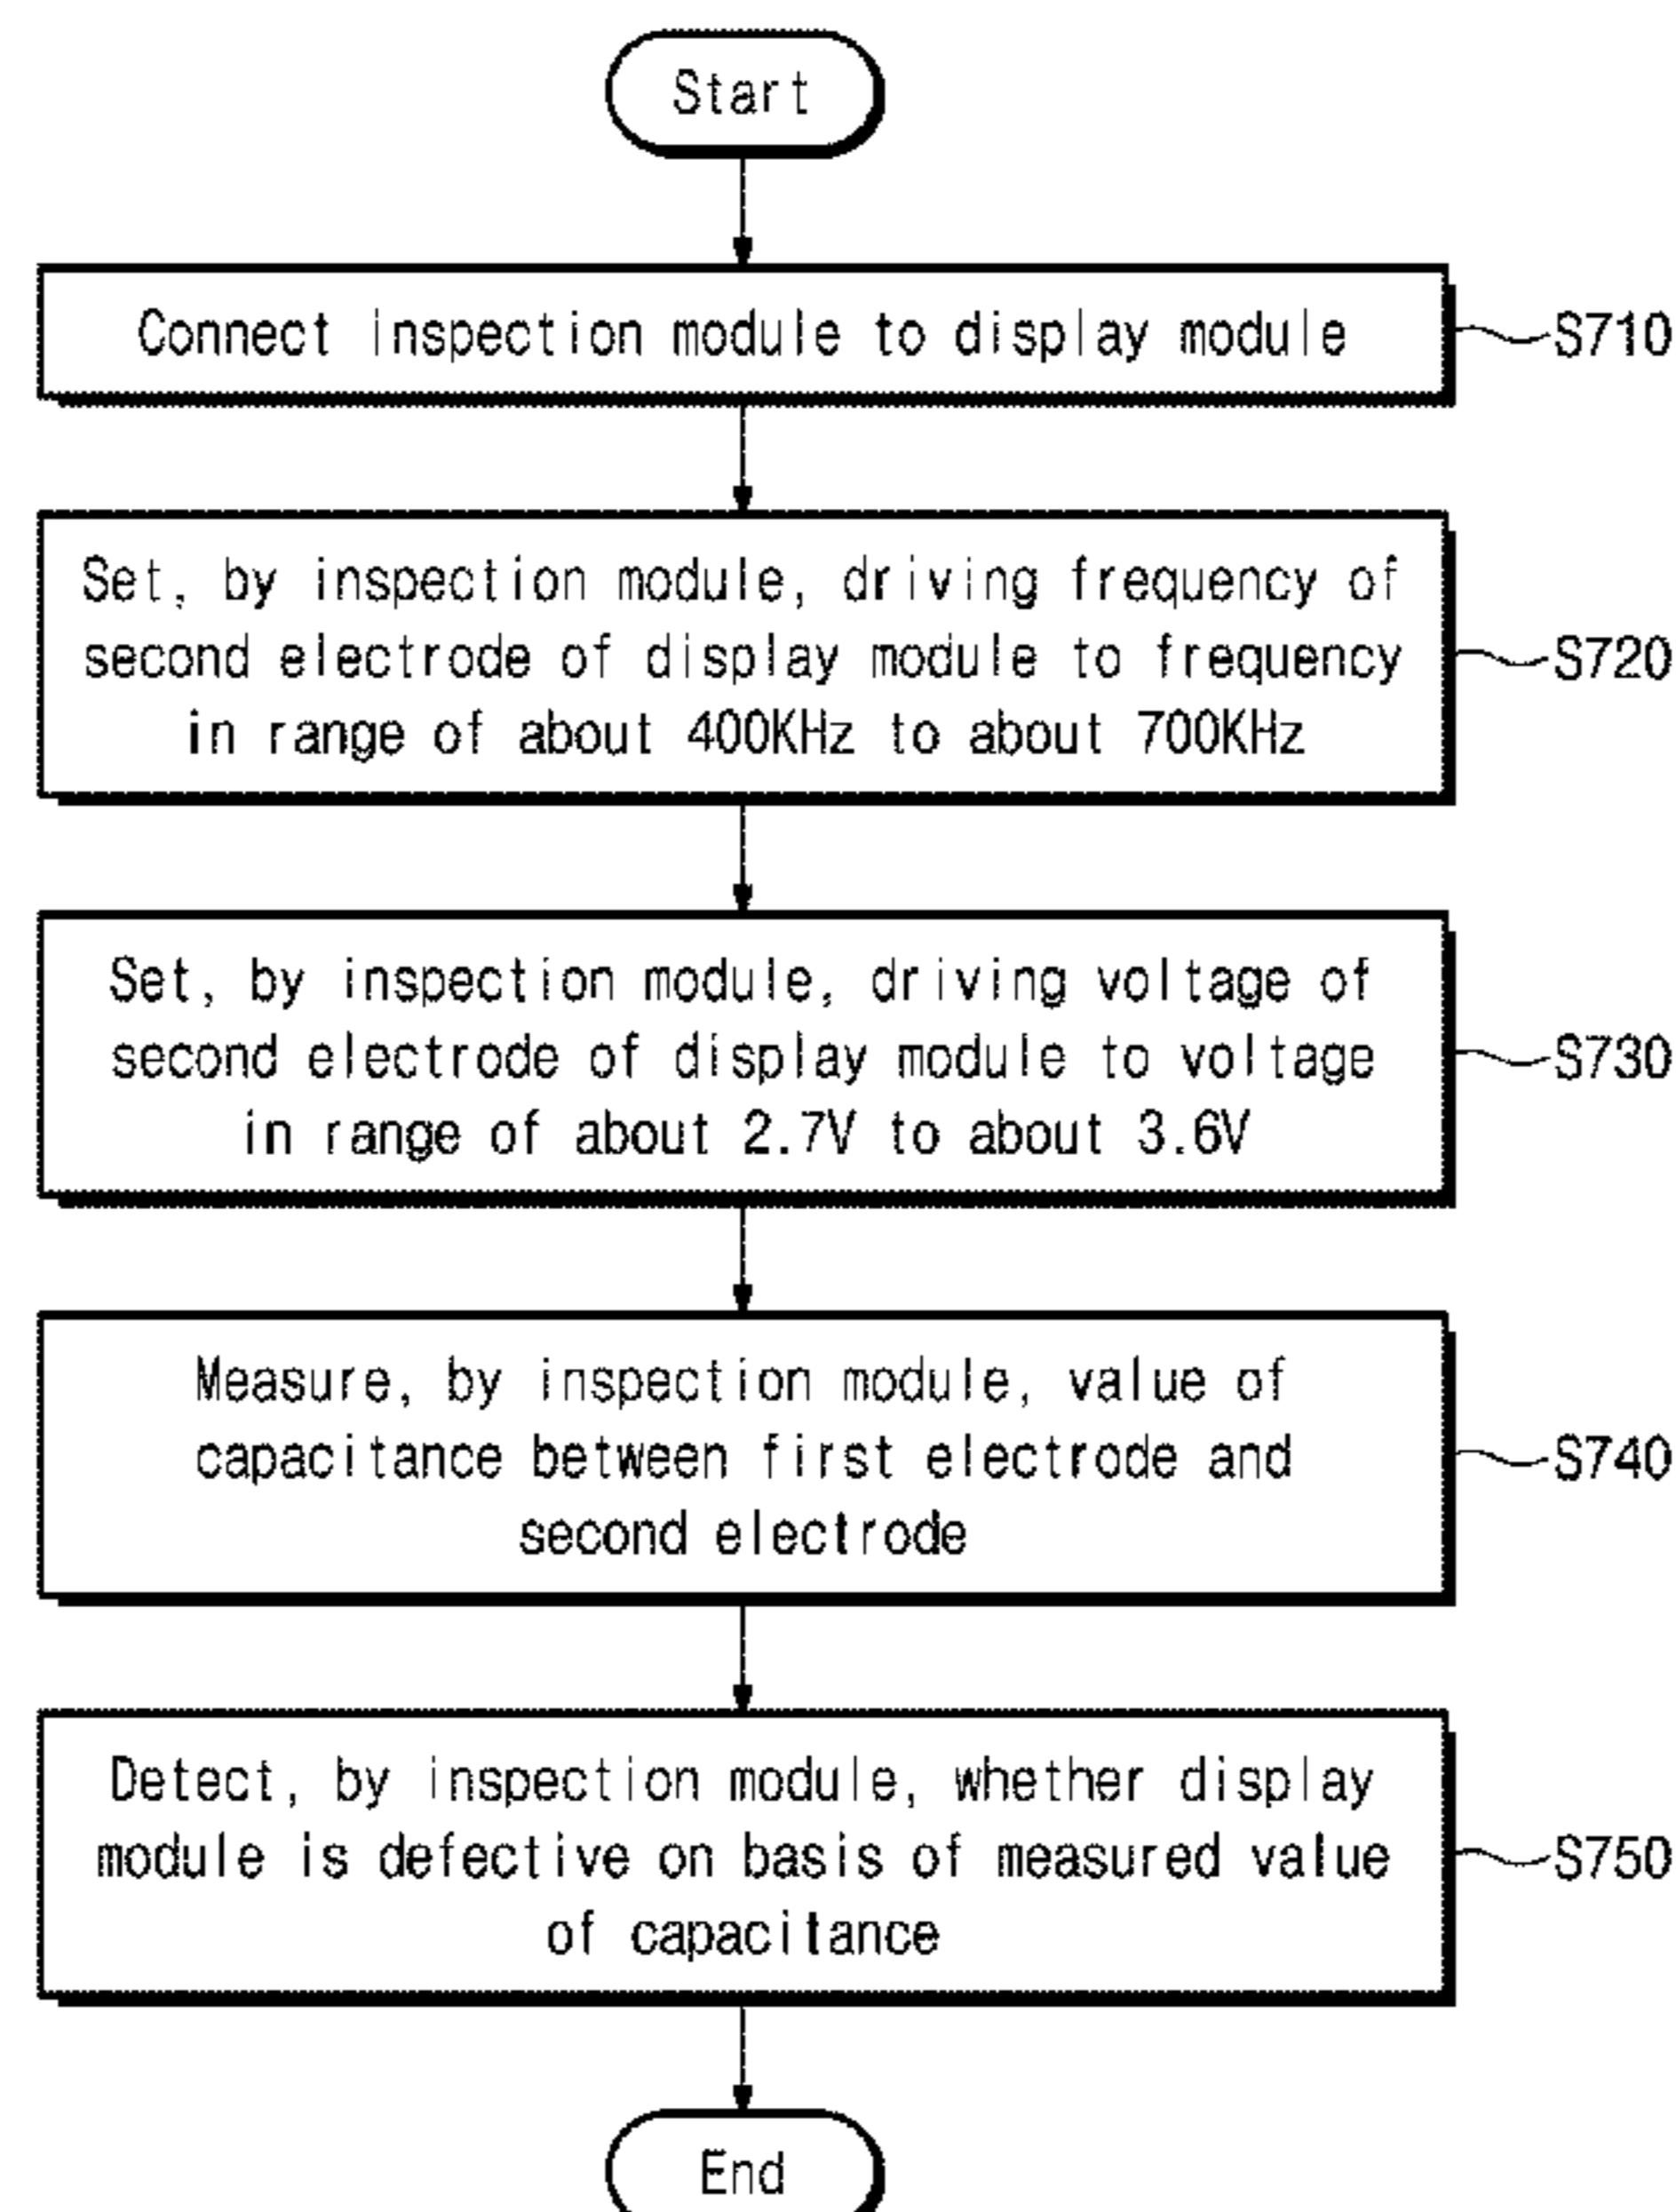 Start
Connect inspection module to display module
S710
Set, by inspection module, driving frequency of
second electrode of display module to frequency
in range of about 400KHz to about 700KHz
S720
Set, by inspection module, driving voltage of
second electrode of display module to voltage
in range of about 2.7V to about 3.6V
S730
Measure, by inspection module, value of
capacitance between first electrode and
second electrode
S740
Detect, by inspection module, whether display
module is defective on basis of measured value
of capacitance
S750
End